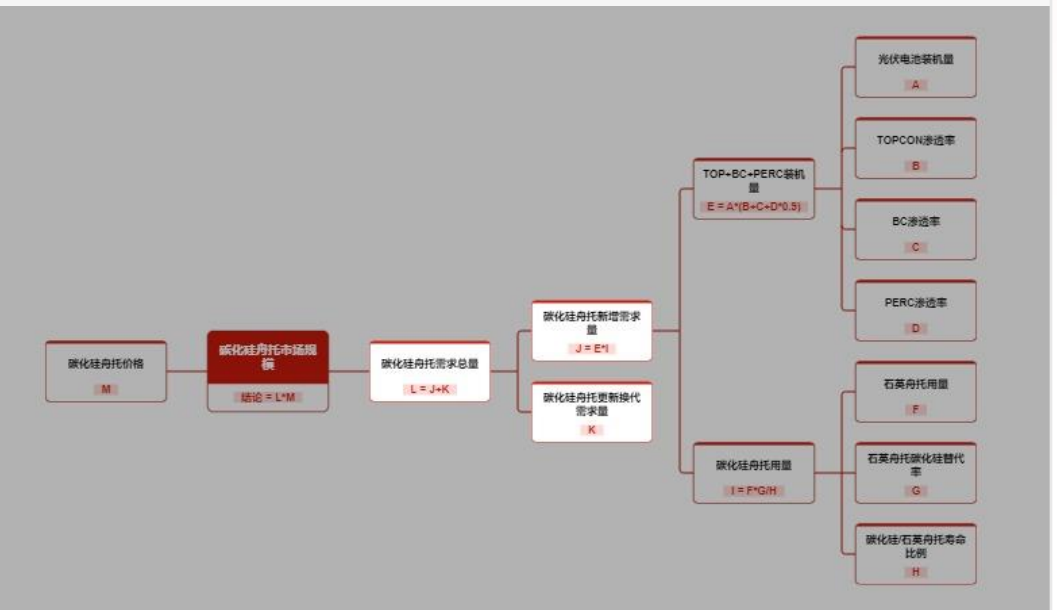 光伏电池装机量
A
TOPCON渗透率
B
TOP+BC+PERC装机
量
E = A*(B+C+D*0.5)
BC渗透率
C
PERC渗透率
D
碳化硅舟托新增需求
量
J = E*I
碳化硅舟托价格
M
碳化硅舟托市场规
模
结论 = L*M
碳化硅舟托需求总量
L = J+K
碳化硅舟托更新换代
需求量
K
石英舟托用量
F
碳化硅舟托用量
I = F*G/H
石英舟托碳化硅替代
率
G
碳化硅/石英舟托寿命
比例
H